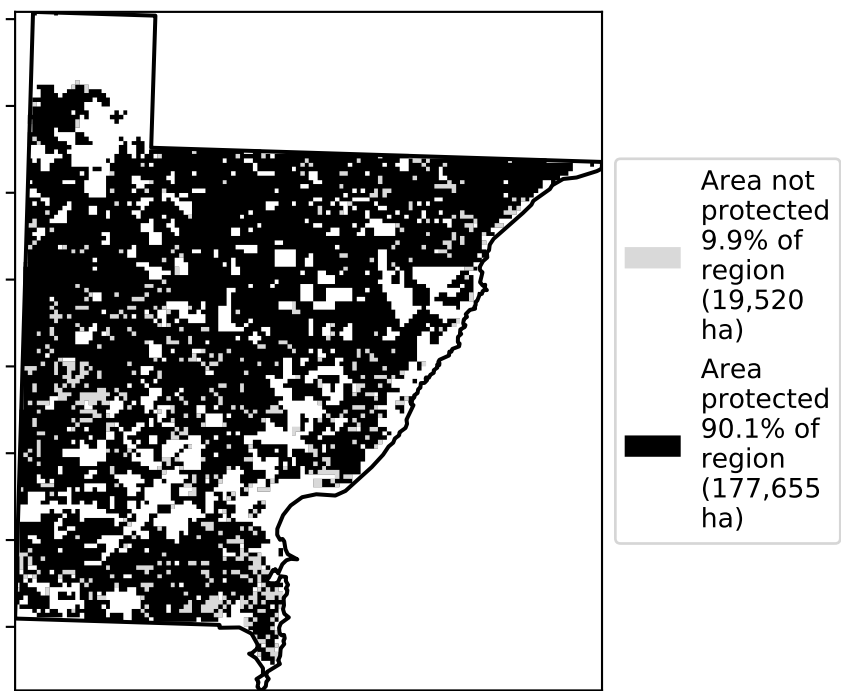 Area not
protected
9.9% of
region
(19,520
ha)
Area
protected
90.1% of
region
(177,655
ha)